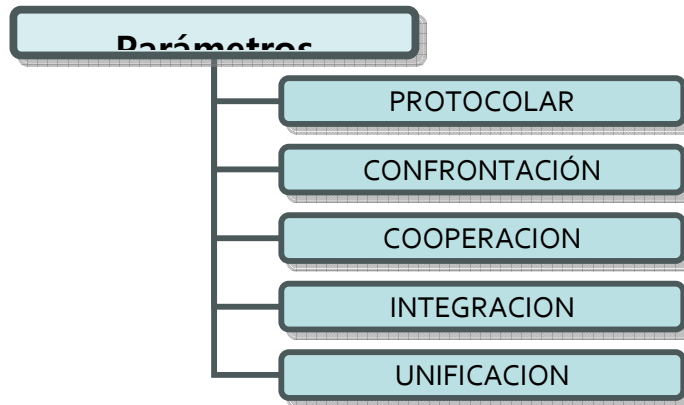 Parámetros
PROTOCOLAR
CONFRONTACIÓN
COOPERACION
INTEGRACION
UNIFICACION